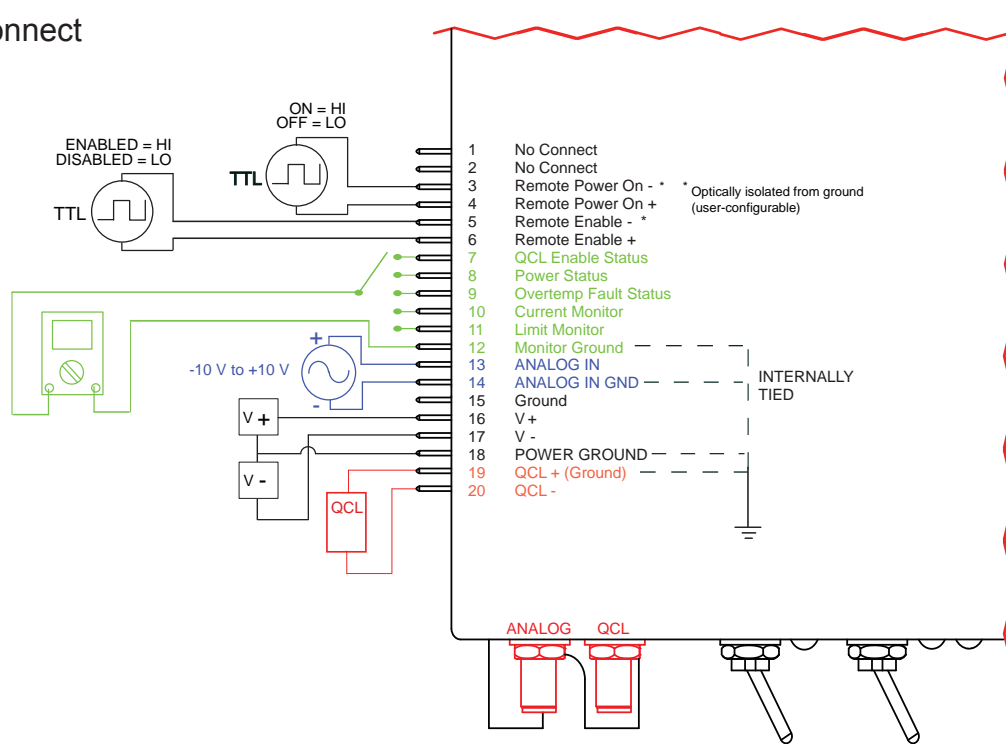 onnect
ON = HI
OFF = LO
ENABLED = HI
DISABLED = LO
TTL
TTL
1 No Connect
2 No Connect
3 Remote Power On - *
4 Remote Power On +
5 Remote Enable - *
6 Remote Enable +
* Optically isolated from ground
(user-configurable)
7 QCL Enable Status
8 Power Status
9 Overtemp Fault Status
10 Current Monitor
11 Limit Monitor
12 Monitor Ground
13 ANALOG IN
14 ANALOG IN GND
15 Ground
16 V +
17 V -
18 POWER GROUND
19 QCL + (Ground)
20 QCL -
INTERNALLY
TIED
+
-10 V to +10 V
-
V +
V -
QCL
ANALOG QCL